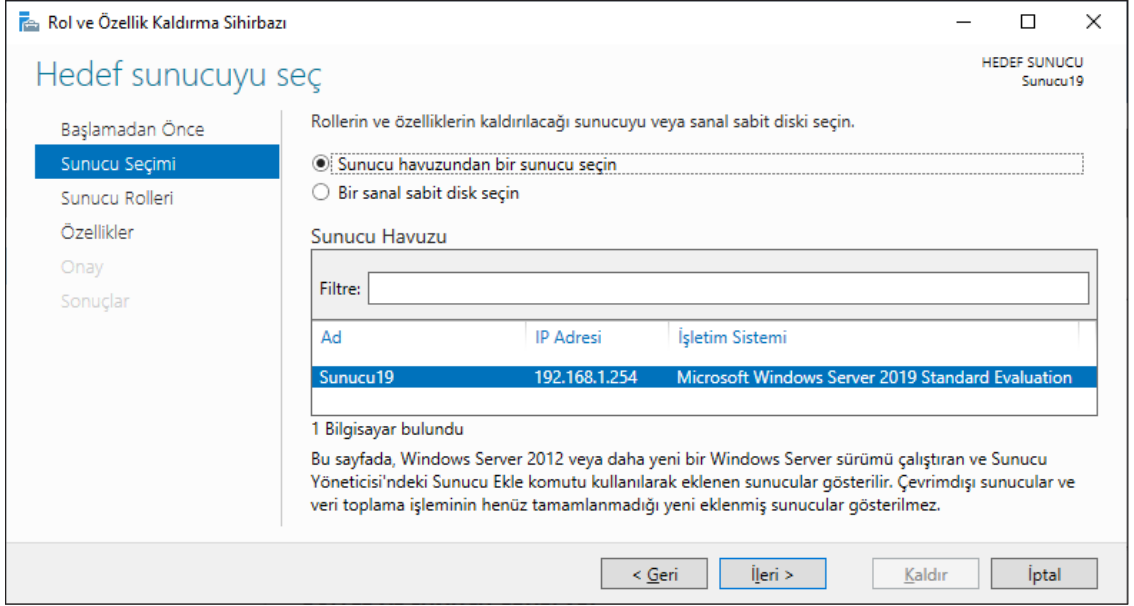 Rol ve Özellik Kaldırma Sihirbazı
Hedef sunucuyu seç
HEDEF SUNUCU
Sunucu19
Başlamadan Önce
Sunucu Seçimi
Sunucu Rolleri
Özellikler
Onay
Sonuçlar
Rollerin ve özelliklerin kaldırılacağı sunucuyu veya sanal sabit diski seçin.
Sunucu havuzundan bir sunucu seçin
Bir sanal sabit disk seçin
Sunucu Havuzu
Filtre:
Ad IP Adresi İşletim Sistemi
Sunucu19 192.168.1.254 Microsoft Windows Server 2019 Standard Evaluation
1 Bilgisayar bulundu
Bu sayfada, Windows Server 2012 veya daha yeni bir Windows Server sürümü çalıştıran ve Sunucu
Yöneticisi'ndeki Sunucu Ekle komutu kullanılarak eklenen sunucular gösterilir. Çevrimdışı sunucular ve
veri toplama işleminin henüz tamamlanmadığı yeni eklenmiş sunucular gösterilmez.
< Geri İleri > Kaldır İptal